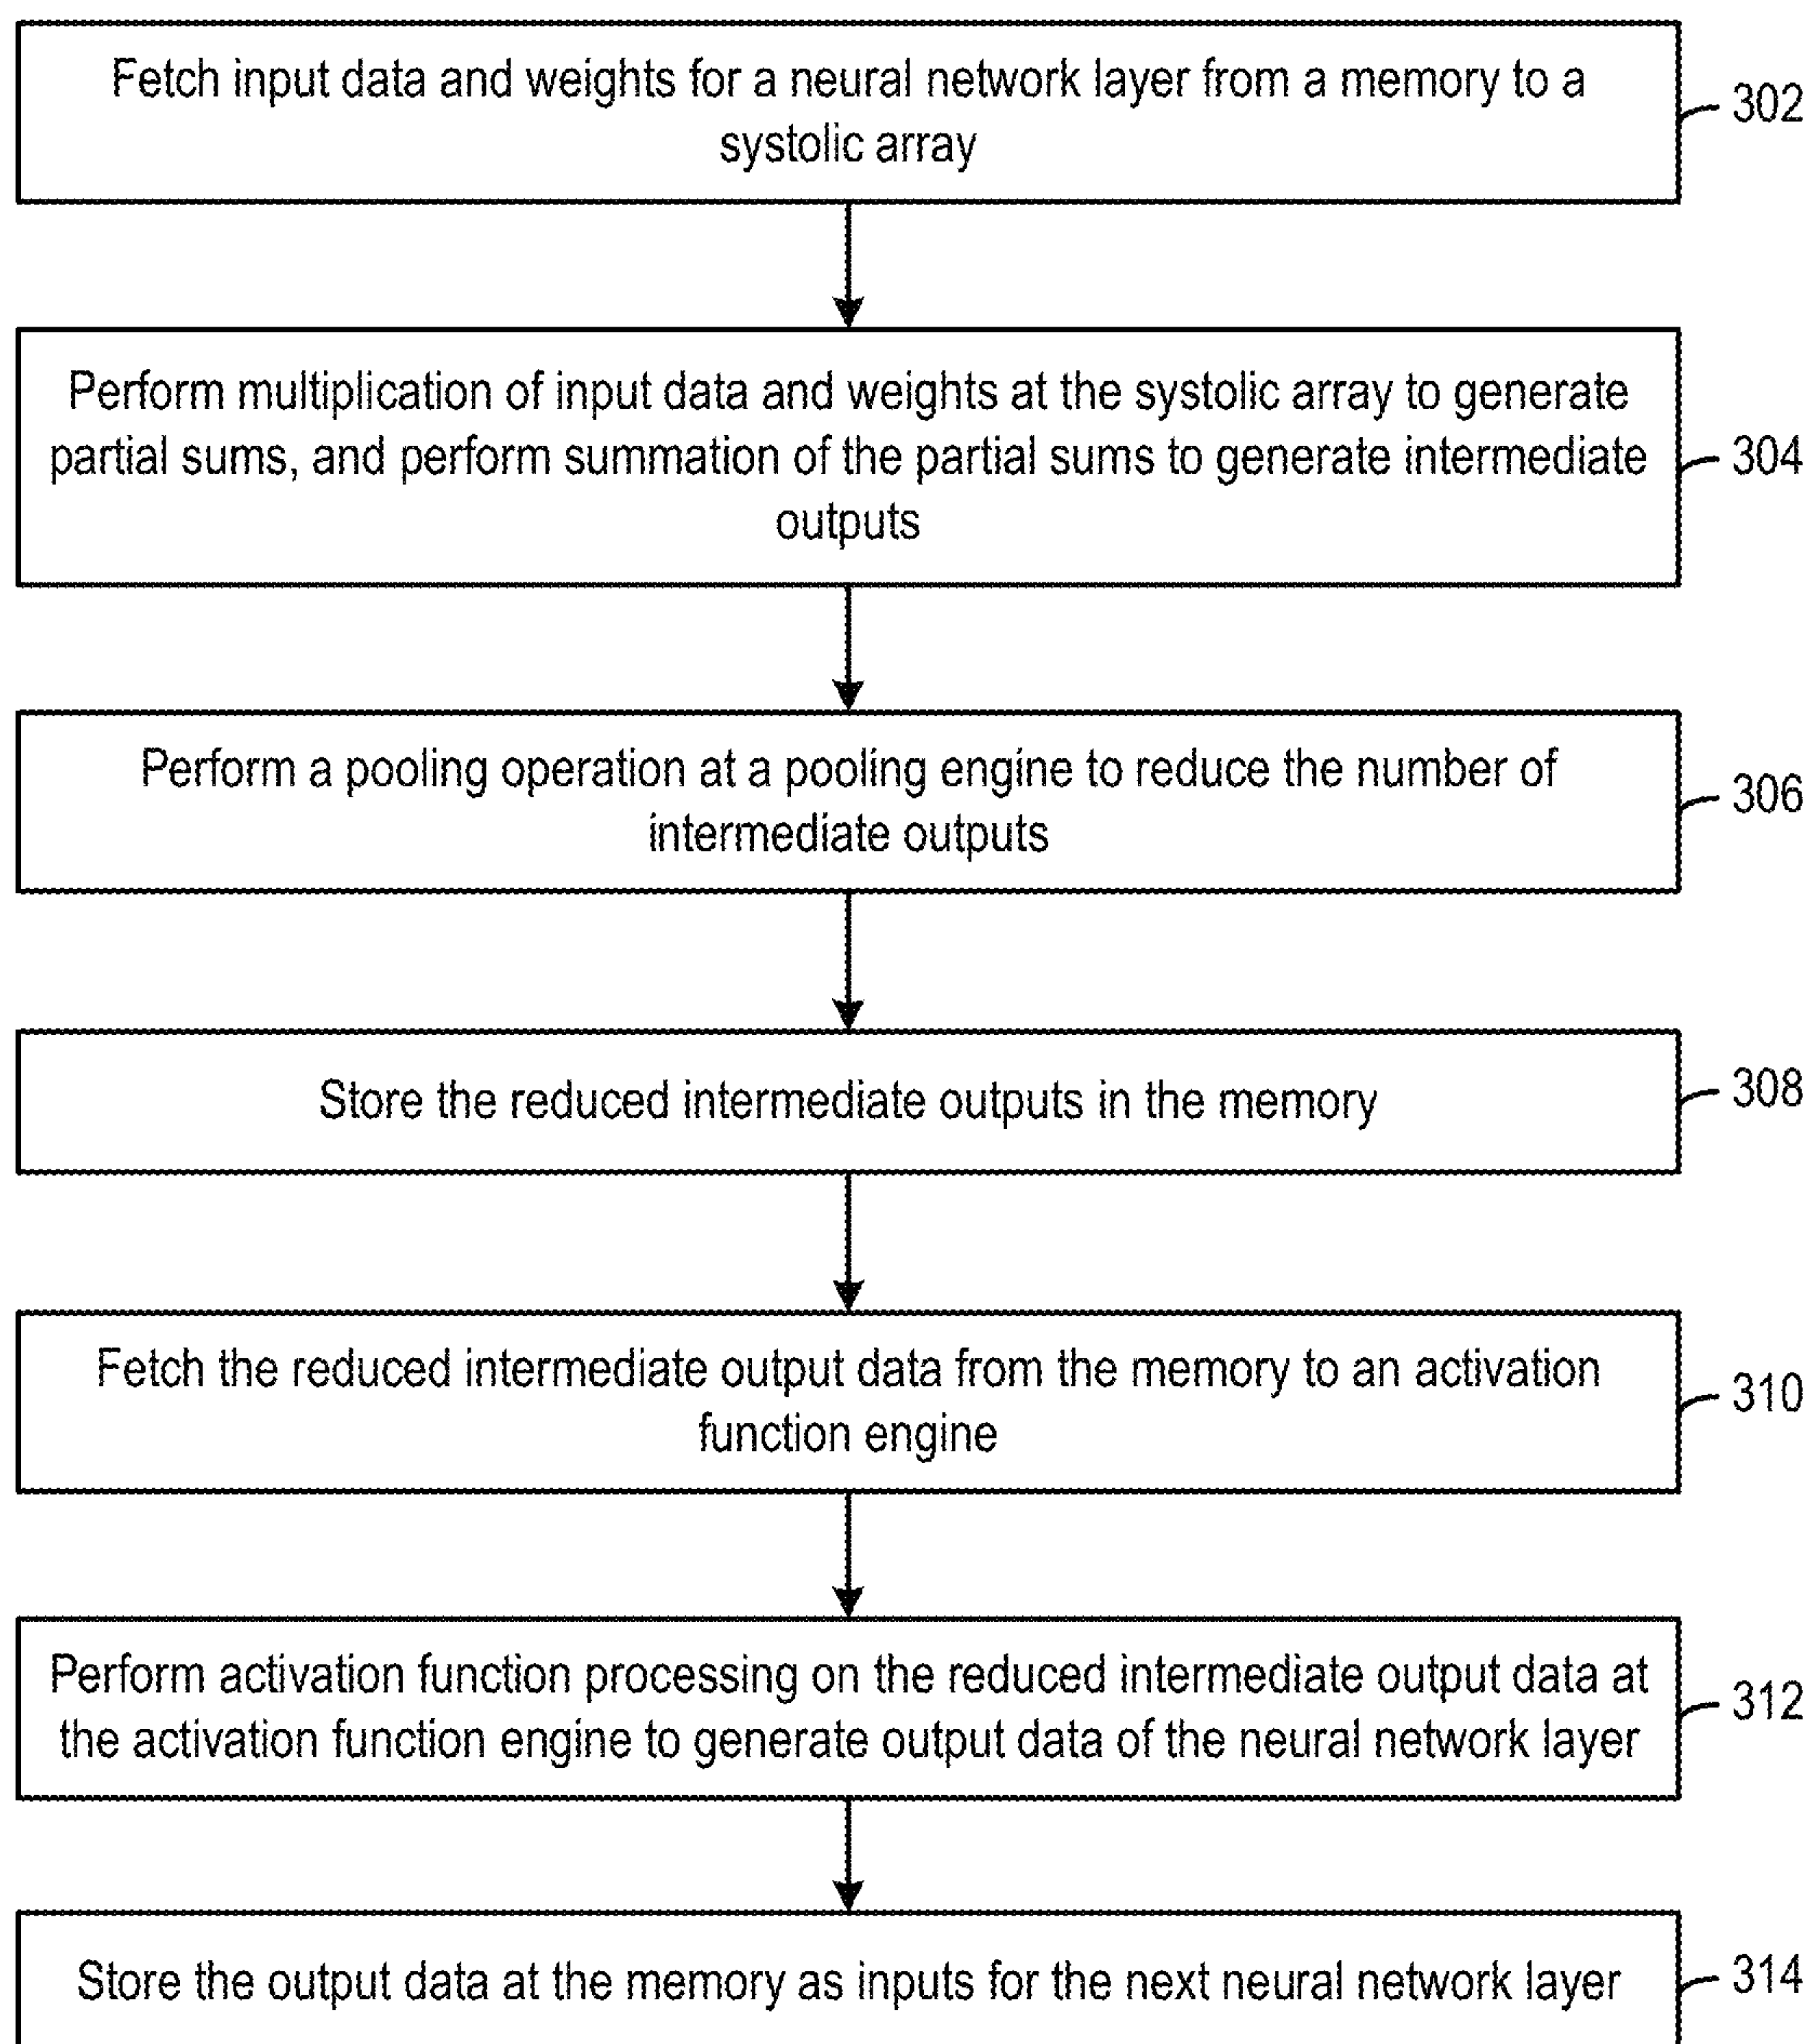 Fetch input data and weights for a neural network layer from a memory to a
systolic array
302
Perform multiplication of input data and weights at the systolic array to generate
partial sums, and perform summation of the partial sums to generate intermediate
outputs
304
Perform a pooling operation at a pooling engine to reduce the number of
intermediate outputs
306
Store the reduced intermediate outputs in the memory
308
Fetch the reduced intermediate output data from the memory to an activation
function engine
310
Perform activation function processing on the reduced intermediate output data at
the activation function engine to generate output data of the neural network layer
312
Store the output data at the memory as inputs for the next neural network layer
314